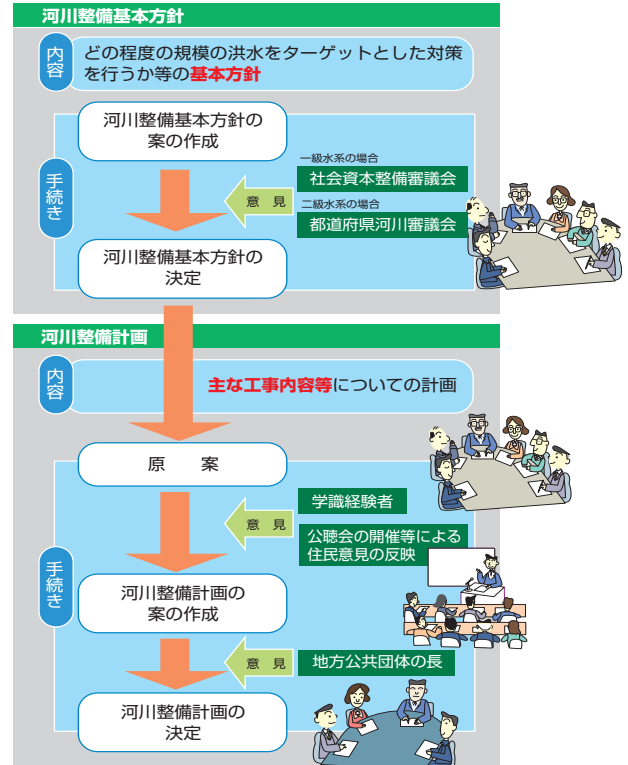 河川整備基本方針
内容
どの程度の規模の洪水をターゲットとした対策
を行うか等の基本方針
手続き
河川整備基本方針の
案の作成
意 見
一級水系の場合
社会資本整備審議会
二級水系の場合
都道府県河川審議会
河川整備基本方針の
決定
河川整備計画
内容
主な工事内容等についての計画
手続き
原 案
意 見
学識経験者
公聴会の開催等による
住民意見の反映
河川整備計画の
案の作成
意 見
地方公共団体の長
河川整備計画の
決定